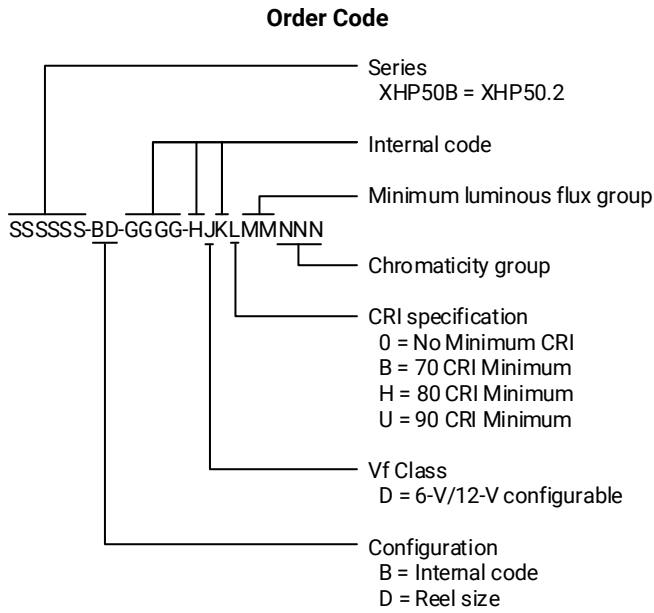 Order Code
Series
XHP50B = XHP50.2
Internal code
Minimum luminous flux group
SSSSSS-BD-GGGG-HJKLMMNNN
Chromaticity group
CRI specification
0 = No Minimum CRI
B = 70 CRI Minimum
H = 80 CRI Minimum
U = 90 CRI Minimum
Vf Class
D = 6-V/12-V configurable
Configuration
B = Internal code
D = Reel size